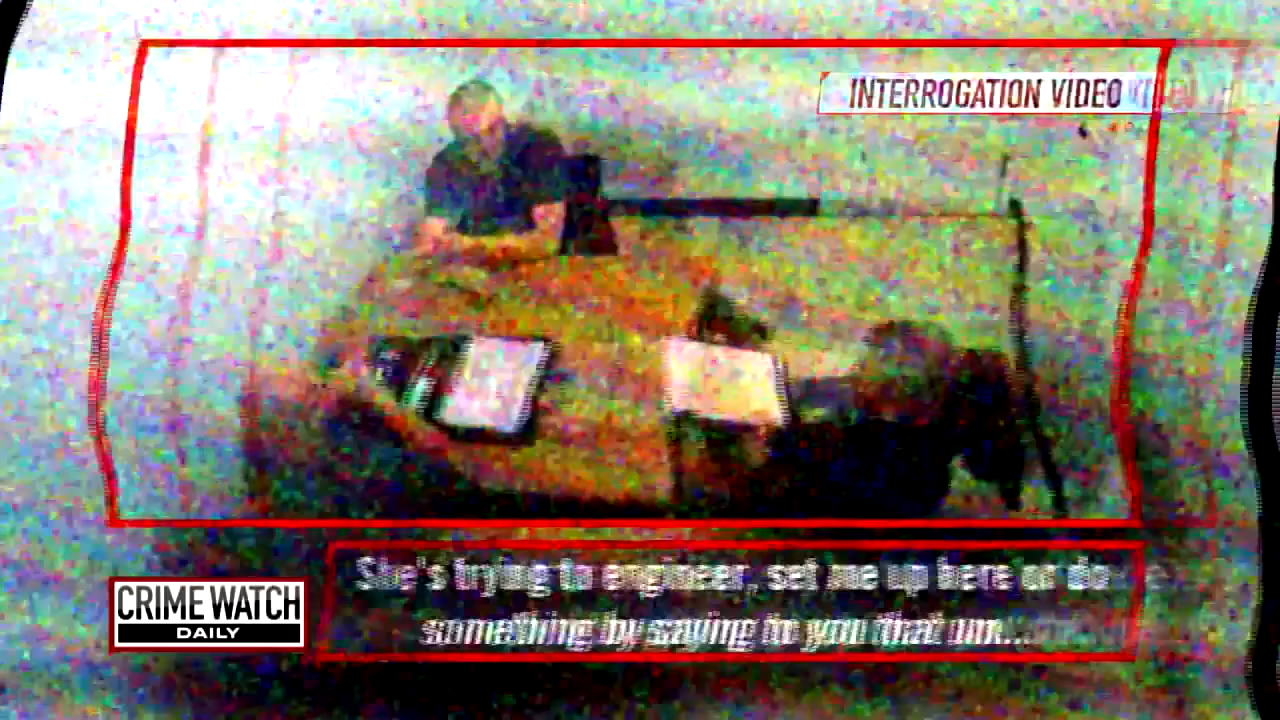 INTERROGATION VIDEO
She's trying to engineer, set me up here or do
something by saying to you that um...
CRIME WATCH
DAILY